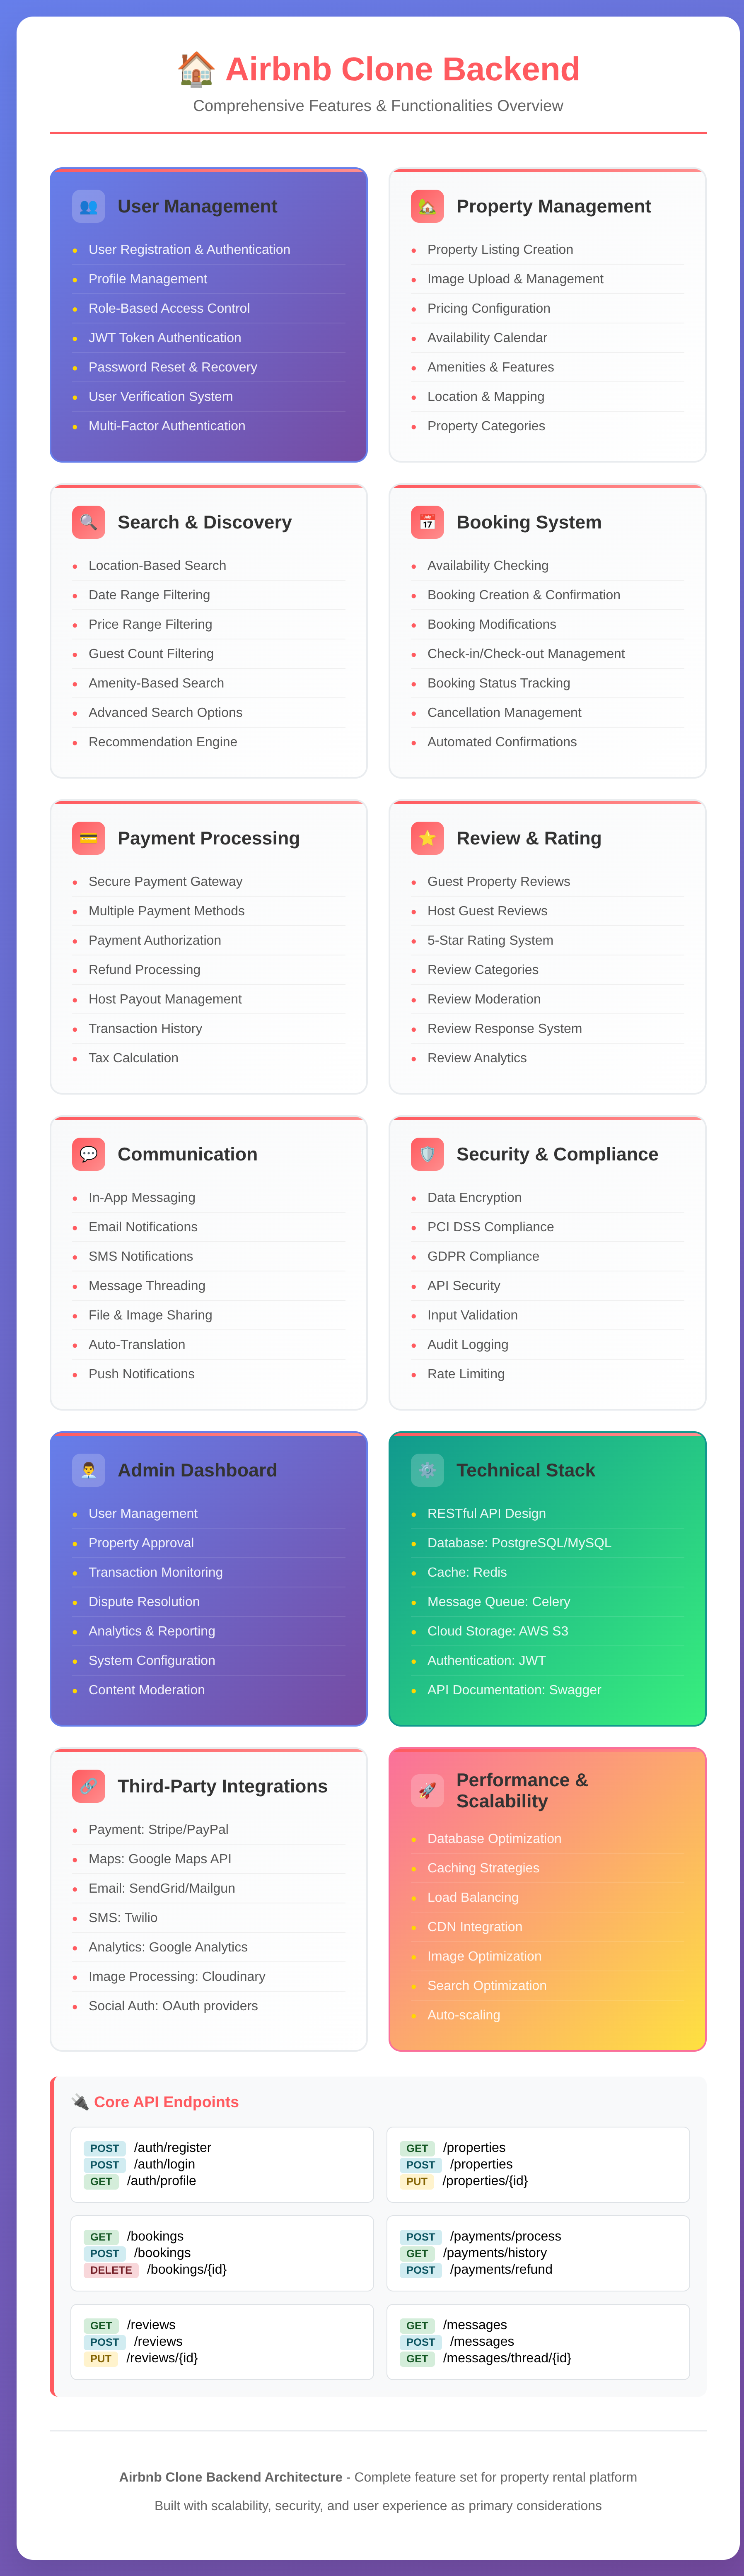 Airbnb Clone Backend
Comprehensive Features & Functionalities Overview
User Management
User Registration & Authentication
Profile Management
Role-Based Access Control
JWT Token Authentication
Password Reset & Recovery
User Verification System
Multi-Factor Authentication
Property Management
Property Listing Creation
Image Upload & Management
Pricing Configuration
Availability Calendar
Amenities & Features
Location & Mapping
Property Categories
Search & Discovery
Location-Based Search
Date Range Filtering
Price Range Filtering
Guest Count Filtering
Amenity-Based Search
Advanced Search Options
Recommendation Engine
Booking System
Availability Checking
Booking Creation & Confirmation
Booking Modifications
Check-in/Check-out Management
Booking Status Tracking
Cancellation Management
Automated Confirmations
Payment Processing
Secure Payment Gateway
Multiple Payment Methods
Payment Authorization
Refund Processing
Host Payout Management
Transaction History
Tax Calculation
Review & Rating
Guest Property Reviews
Host Guest Reviews
5-Star Rating System
Review Categories
Review Moderation
Review Response System
Review Analytics
Communication
In-App Messaging
Email Notifications
SMS Notifications
Message Threading
File & Image Sharing
Auto-Translation
Push Notifications
Security & Compliance
Data Encryption
PCI DSS Compliance
GDPR Compliance
API Security
Input Validation
Audit Logging
Rate Limiting
Admin Dashboard
User Management
Property Approval
Transaction Monitoring
Dispute Resolution
Analytics & Reporting
System Configuration
Content Moderation
Technical Stack
RESTful API Design
Database: PostgreSQL/MySQL
Cache: Redis
Message Queue: Celery
Cloud Storage: AWS S3
Authentication: JWT
API Documentation: Swagger
Third-Party Integrations
Payment: Stripe/PayPal
Maps: Google Maps API
Email: SendGrid/Mailgun
SMS: Twilio
Analytics: Google Analytics
Image Processing: Cloudinary
Social Auth: OAuth providers
Performance &
Scalability
Database Optimization
Caching Strategies
Load Balancing
CDN Integration
Image Optimization
Search Optimization
Auto-scaling
Core API Endpoints
POST /auth/register
POST /auth/login
GET /auth/profile
GET /properties
POST /properties
PUT /properties/{id}
GET /bookings
POST /bookings
DELETE /bookings/{id}
POST /payments/process
GET /payments/history
POST /payments/refund
GET /reviews
POST /reviews
PUT /reviews/{id}
GET /messages
POST /messages
GET /messages/thread/{id}
Airbnb Clone Backend Architecture - Complete feature set for property rental platform
Built with scalability, security, and user experience as primary considerations